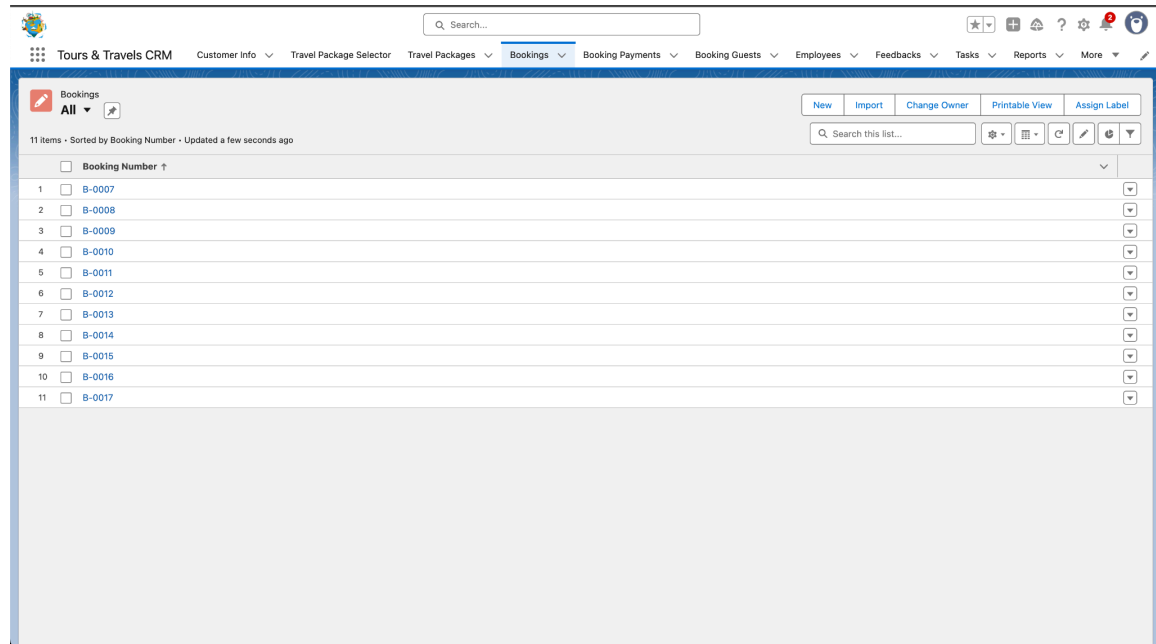 Search...
2
Tours & Travels CRM Customer Info Travel Package Selector Travel Packages Bookings Booking Payments Booking Guests Employees Feedbacks Tasks Reports More
Bookings
All
New Import Change Owner Printable View Assign Label
11 items • Sorted by Booking Number • Updated a few seconds ago
Search this list...
Booking Number ↑
1 B-0007
2 B-0008
3 B-0009
4 B-0010
5 B-0011
6 B-0012
7 B-0013
8 B-0014
9 B-0015
10 B-0016
11 B-0017